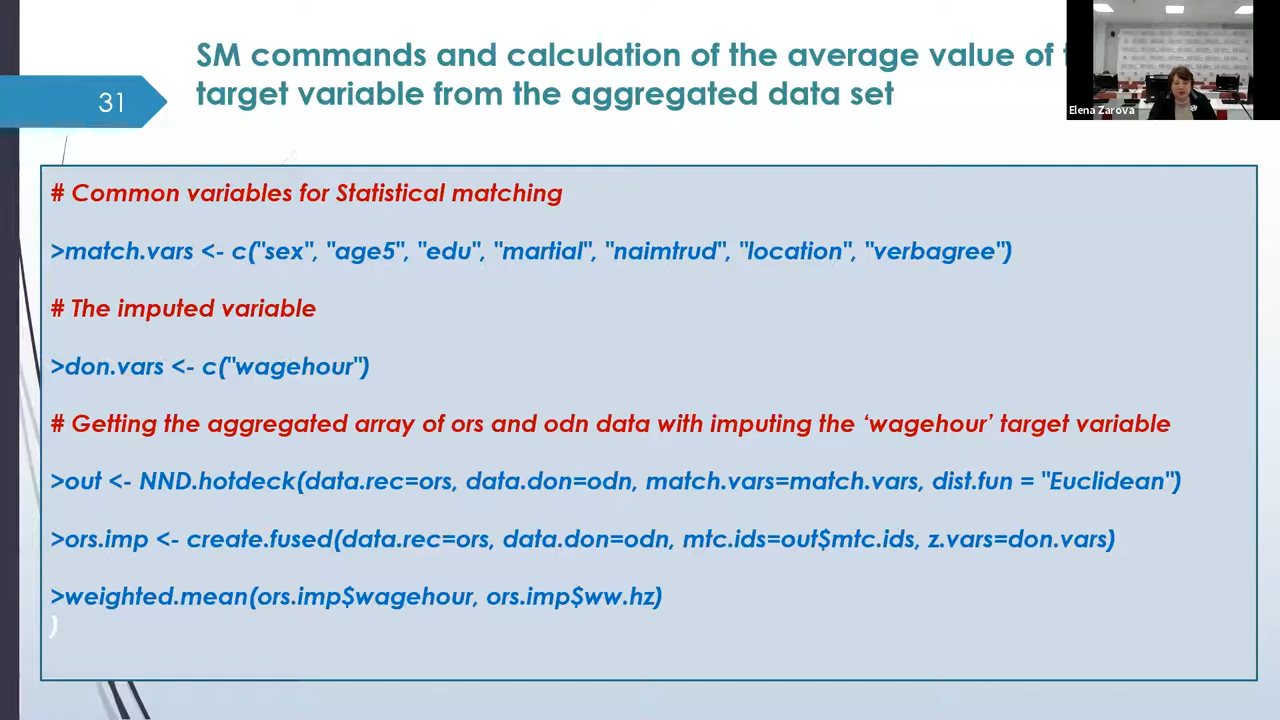 SM commands and calculation of the average value of
target variable from the aggregated data set
31
Elena Zarova
# Common variables for Statistical matching
>match.vars <- c("sex", "age5", "edu", "martial", "naimtrud", "location", "verbagree")
# The imputed variable
>don.vars <- c("wagehour")
# Getting the aggregated array of ors and odn data with imputing the ‘wagehour’ target variable
>out <- NND.hotdeck(data.rec=ors, data.don=odn, match.vars=match.vars, dist.fun = "Euclidean")
>ors.imp <- create.fused(data.rec=ors, data.don=odn, mtc.ids=out$mtc.ids, z.vars=don.vars)
>weighted.mean(ors.imp$wagehour, ors.imp$ww.hz)
)